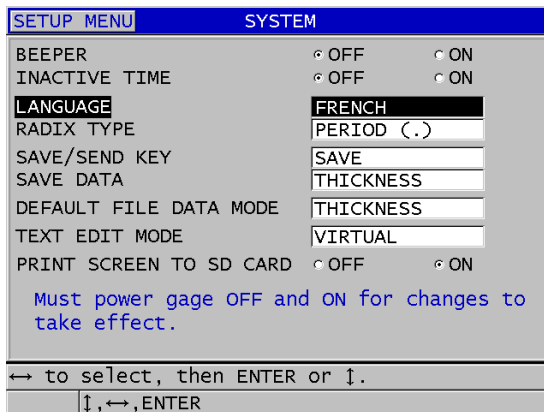 SETUP MENU SYSTEM
BEEPER OFF ON
INACTIVE TIME OFF ON
LANGUAGE FRENCH
RADIX TYPE PERIOD (.)
SAVE/SEND KEY SAVE
SAVE DATA THICKNESS
DEFAULT FILE DATA MODE THICKNESS
TEXT EDIT MODE VIRTUAL
PRINT SCREEN TO SD CARD OFF ON
Must power gage OFF and ON for changes to
take effect.
↔ to select, then ENTER or ↕.
↕,↔,ENTER